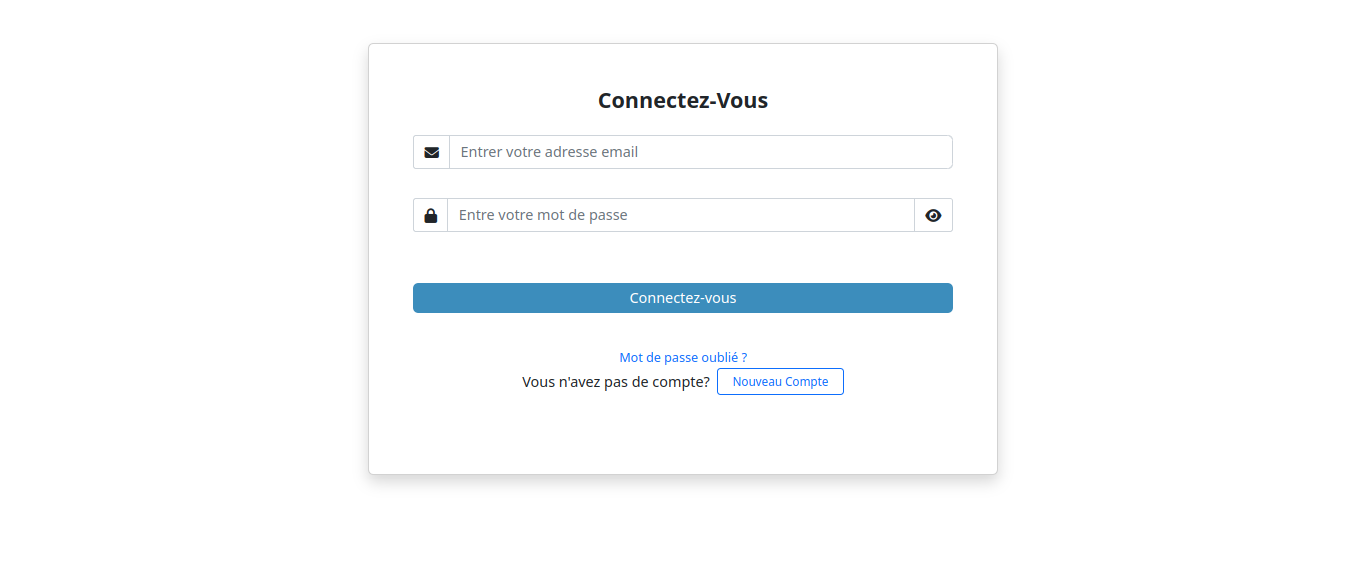 Connectez-Vous
Entrer votre adresse email
Entre votre mot de passe
Connectez-vous
Mot de passe oublié ?
Vous n'avez pas de compte? Nouveau Compte